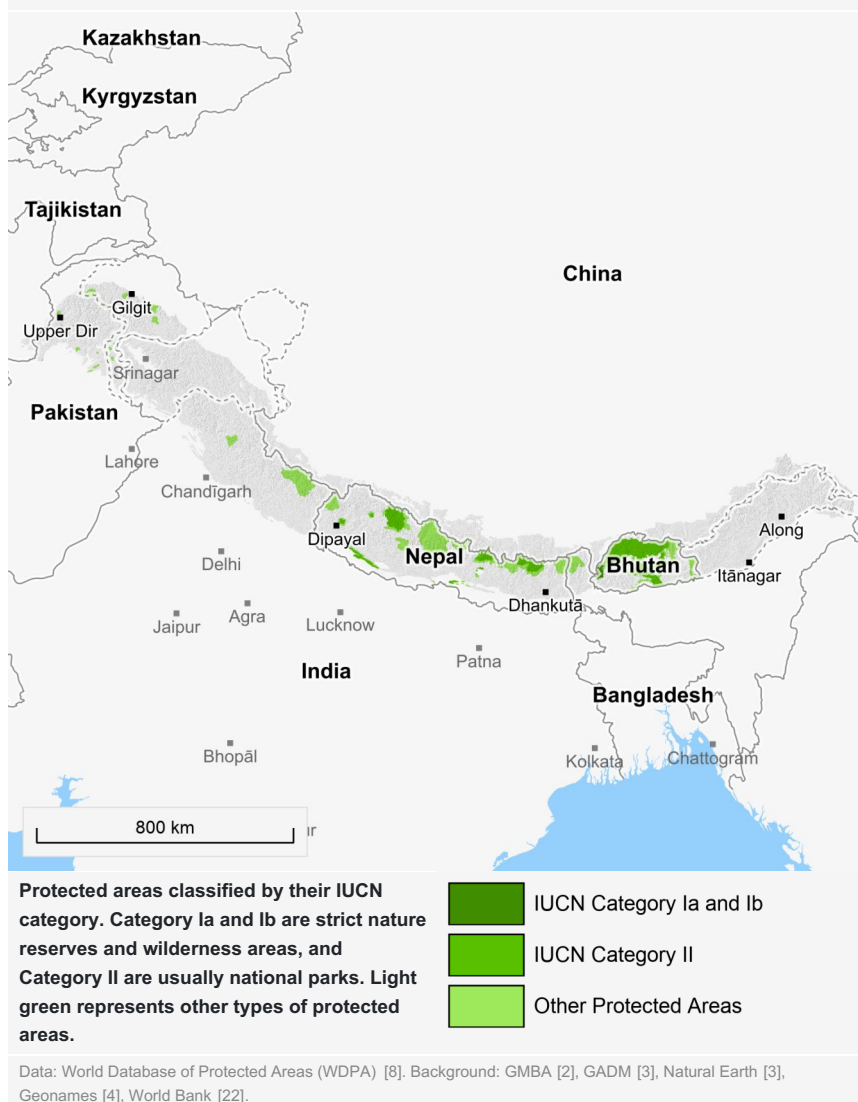 Kazakhstan
Kyrgyzstan
Tajikistan
China
Gilgit
Upper Dir
Srinagar
Pakistan
Lahore
Chandīgarh
Along
Dipayal
Nepal
Bhutan
Delhi
Itānagar
Dhankutā
Jaipur
Agra
Lucknow
Patna
India
Bangladesh
Bhopāl
Kolkata
Chattogram
800 km
ır
Protected areas classified by their IUCN
category. Category Ia and Ib are strict nature
reserves and wilderness areas, and
Category II are usually national parks. Light
green represents other types of protected
areas.
IUCN Category Ia and Ib
IUCN Category II
Other Protected Areas
Data: World Database of Protected Areas (WDPA) [8]. Background: GMBA [2], GADM [3], Natural Earth [3],
Geonames [4], World Bank [22].